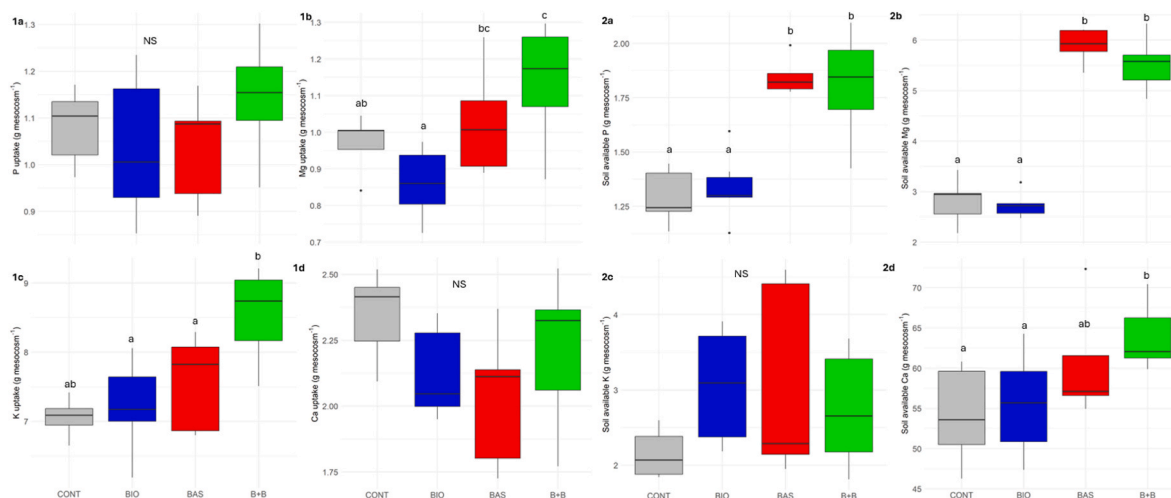 1a
P uptake (g mesocosm⁻¹)
1.3
1.2
1.1
1.0
0.9
NS
1b
Mg uptake (g mesocosm⁻¹)
1.3
1.2
1.1
1.0
0.9
0.8
0.7
ab
a
bc
c
2a
Soil available P (g mesocosm⁻¹)
2.00
1.75
1.50
1.25
a
a
b
b
2b
Soil available Mg (g mesocosm⁻¹)
6
5
4
3
2
a
a
b
b
1c
K uptake (g mesocosm⁻¹)
9
8
7
ab
a
a
b
CONT BIO BAS B+B
1d
Ca uptake (g mesocosm⁻¹)
2.50
2.25
2.00
1.75
NS
CONT BIO BAS B+B
2c
Soil available K (g mesocosm⁻¹)
4
3
2
NS
CONT BIO BAS B+B
2d
Soil available Ca (g mesocosm⁻¹)
70
65
60
55
50
45
a
a
ab
b
CONT BIO BAS B+B